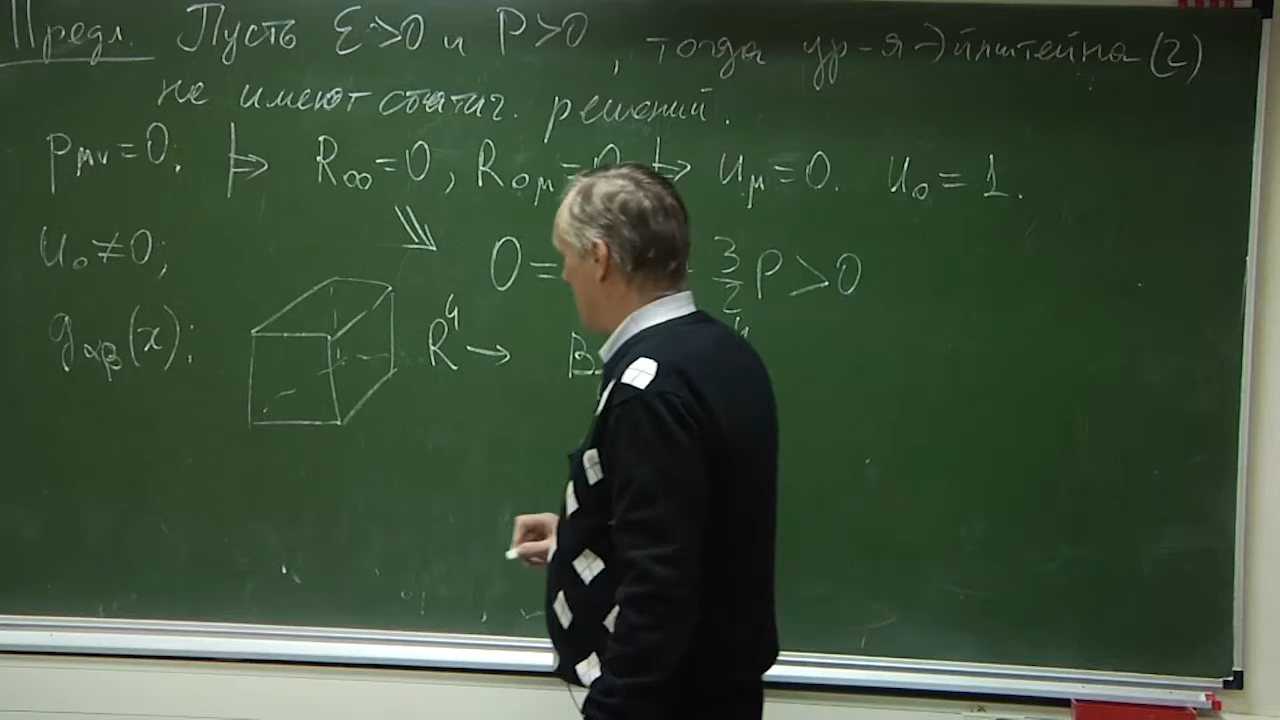 Предл. Пусть ε>0 и P>0, тогда ур-я Эйнштейна (2)
не имеют статич. решений.
p_{μν}=0; ⊢> R_{00}=0, R_{0μ}=0 ⊢> u_μ=0. u_0=1.
u_0≠0; 0= 3/2 P>0
g_{αβ}(x): R^4 → B